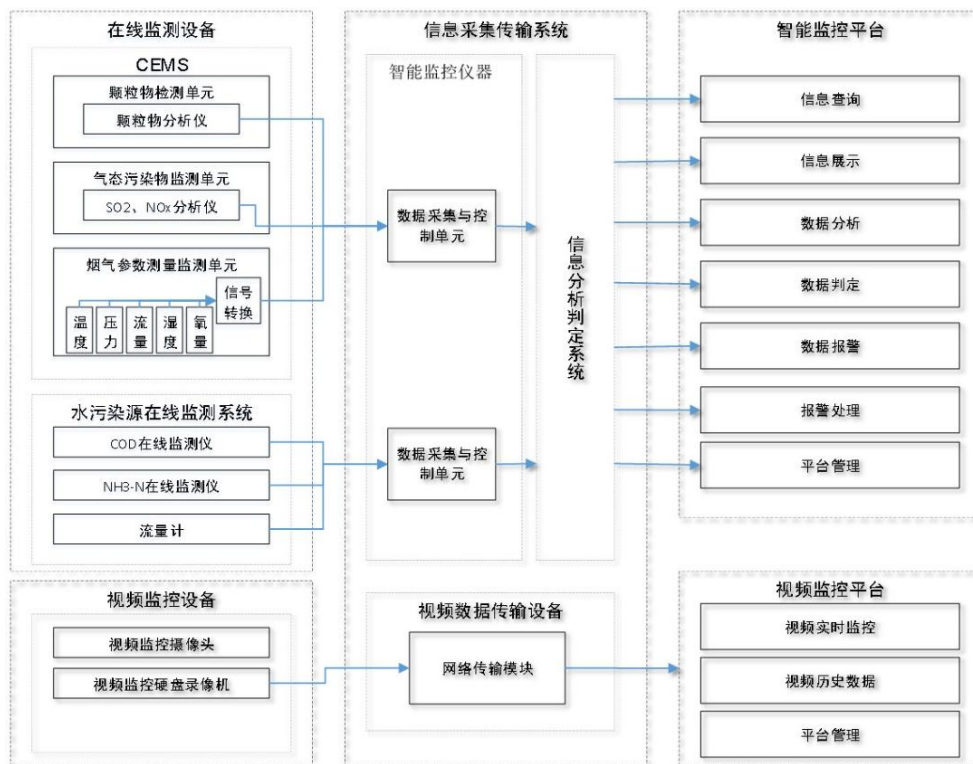 在线监测设备
CEMS
颗粒物检测单元
颗粒物分析仪
气态污染物监测单元
SO2、NOx分析仪
烟气参数测量监测单元
信号
转换
温度
压力
流量
湿度
氧量
水污染源在线监测系统
COD在线监测仪
NH3-N在线监测仪
流量计
视频监控设备
视频监控摄像头
视频监控硬盘录像机
信息采集传输系统
智能监控仪器
数据采集与控
制单元
数据采集与控
制单元
信息分析判定系统
视频数据传输设备
网络传输模块
智能监控平台
信息查询
信息展示
数据分析
数据判定
数据报警
报警处理
平台管理
视频监控平台
视频实时监控
视频历史数据
平台管理